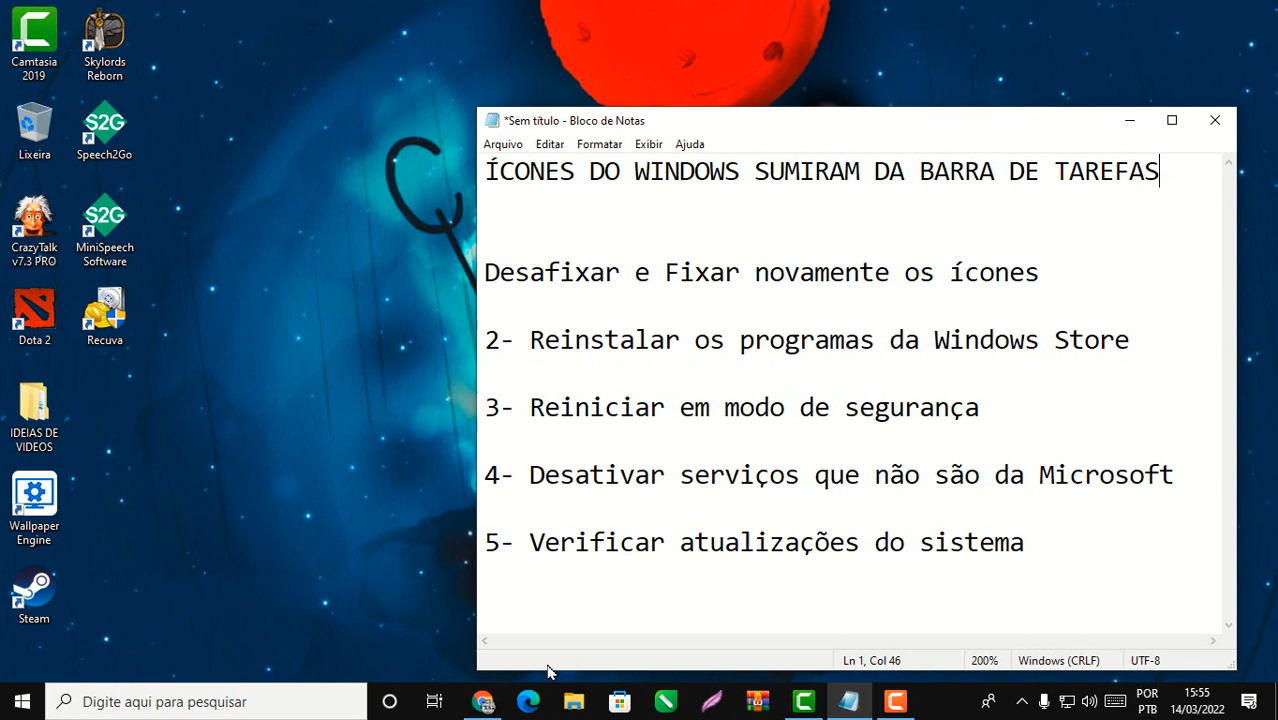 Camtasia
2019
Skylords
Reborn
Lixeira
S2G
Speech2Go
CrazyTalk
v7.3 PRO
S2G
MiniSpeech
Software
Dota 2
Recuva
IDEIAS DE
VIDEOS
Wallpaper
Engine
Steam
*Sem título - Bloco de Notas
Arquivo Editar Formatar Exibir Ajuda
ÍCONES DO WINDOWS SUMIRAM DA BARRA DE TAREFAS
Desafixar e Fixar novamente os ícones
2- Reinstalar os programas da Windows Store
3- Reiniciar em modo de segurança
4- Desativar serviços que não são da Microsoft
5- Verificar atualizações do sistema
Ln 1, Col 46 200% Windows (CRLF) UTF-8
Digite aqui para pesquisar
POR
PTB
15:55
14/03/2022